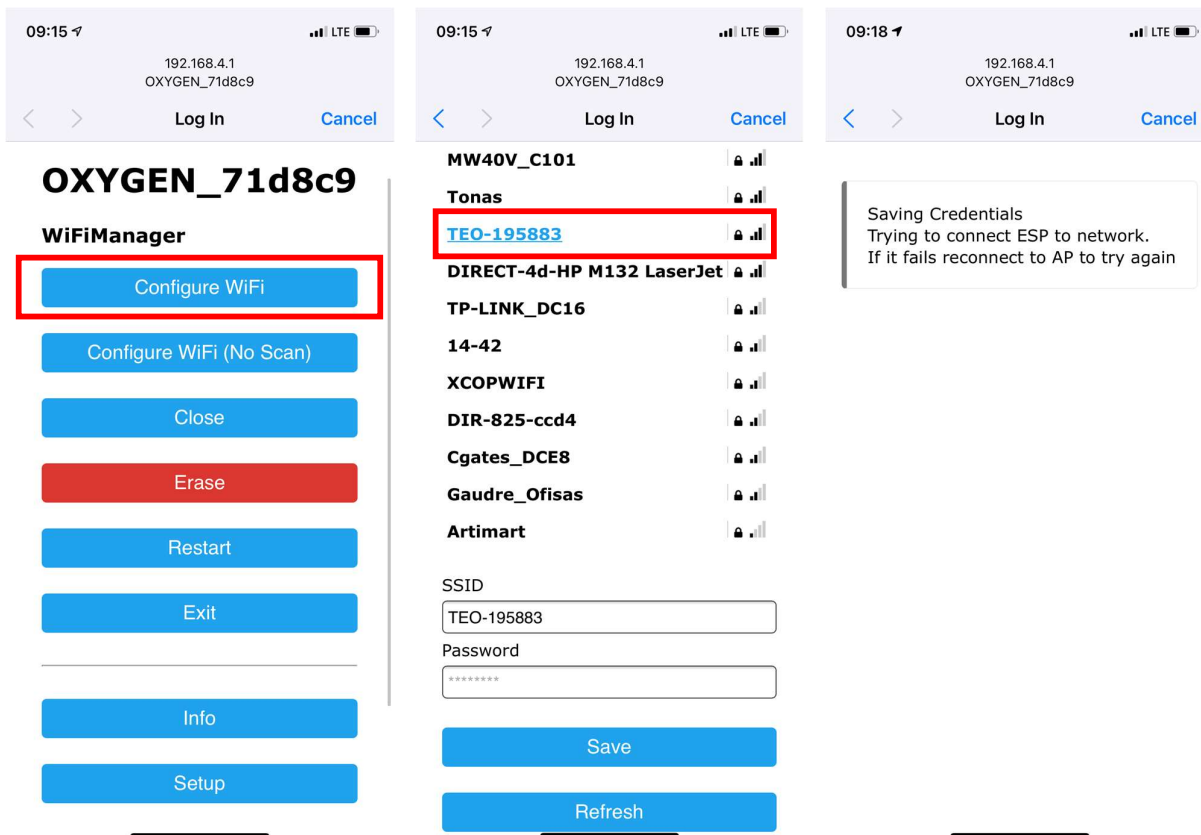 09:15
LTE
192.168.4.1
OXYGEN_71d8c9
Log In
Cancel
OXYGEN_71d8c9
WiFiManager
Configure WiFi
Configure WiFi (No Scan)
Close
Erase
Restart
Exit
Info
Setup
09:15
LTE
192.168.4.1
OXYGEN_71d8c9
Log In
Cancel
MW40V_C101
Tonas
TEO-195883
DIRECT-4d-HP M132 LaserJet
TP-LINK_DC16
14-42
XCOPWIFI
DIR-825-ccd4
Cgates_DCE8
Gaudre_Ofisas
Artimart
SSID
TEO-195883
Password
********
Save
Refresh
09:18
LTE
192.168.4.1
OXYGEN_71d8c9
Log In
Cancel
Saving Credentials
Trying to connect ESP to network.
If it fails reconnect to AP to try again